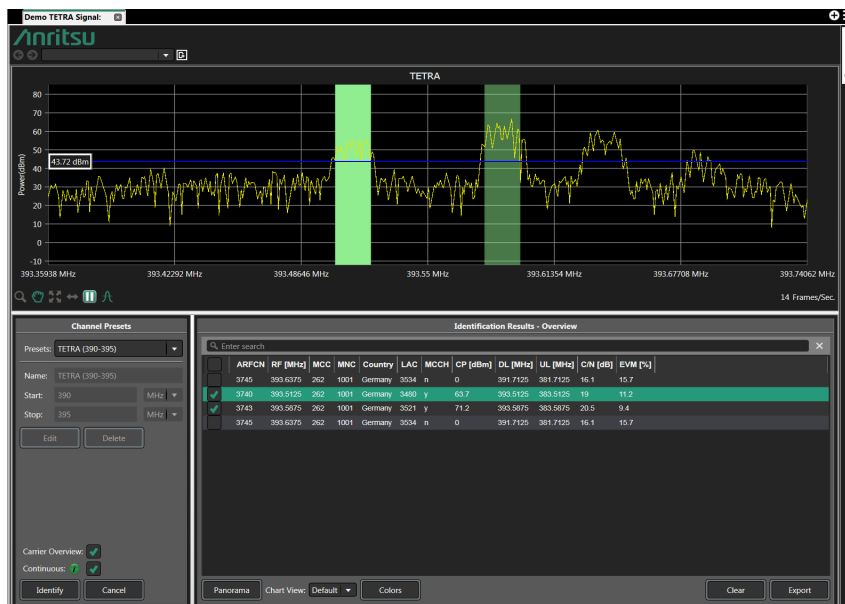 Demo TETRA Signal:
Anritsu
TETRA
80
70
60
50
40
30
20
10
0
-10
Power(dBm)
43.72 dBm
393.35938 MHz 393.42292 MHz 393.48646 MHz 393.55 MHz 393.61354 MHz 393.67708 MHz 393.74062 MHz
14 Frames/Sec.
Channel Presets
Presets: TETRA (390-395)
Name: TETRA (390-395)
Start: 390 MHz
Stop: 395 MHz
Edit Delete
Carrier Overview:
Continuous:
Identify Cancel
Identification Results - Overview
Enter search
ARFCN RF [MHz] MCC MNC Country LAC MCCH CP [dBm] DL [MHz] UL [MHz] C/N [dB] EVM [%]
3745 393.6375 262 1001 Germany 3534 n 0 391.7125 381.7125 16.1 15.7
3740 393.5125 262 1001 Germany 3480 y 63.7 393.5125 383.5125 19 11.2
3743 393.5875 262 1001 Germany 3521 y 71.2 393.5875 383.5875 20.5 9.4
3745 393.6375 262 1001 Germany 3534 n 0 391.7125 381.7125 16.1 15.7
Panorama Chart View: Default Colors Clear Export